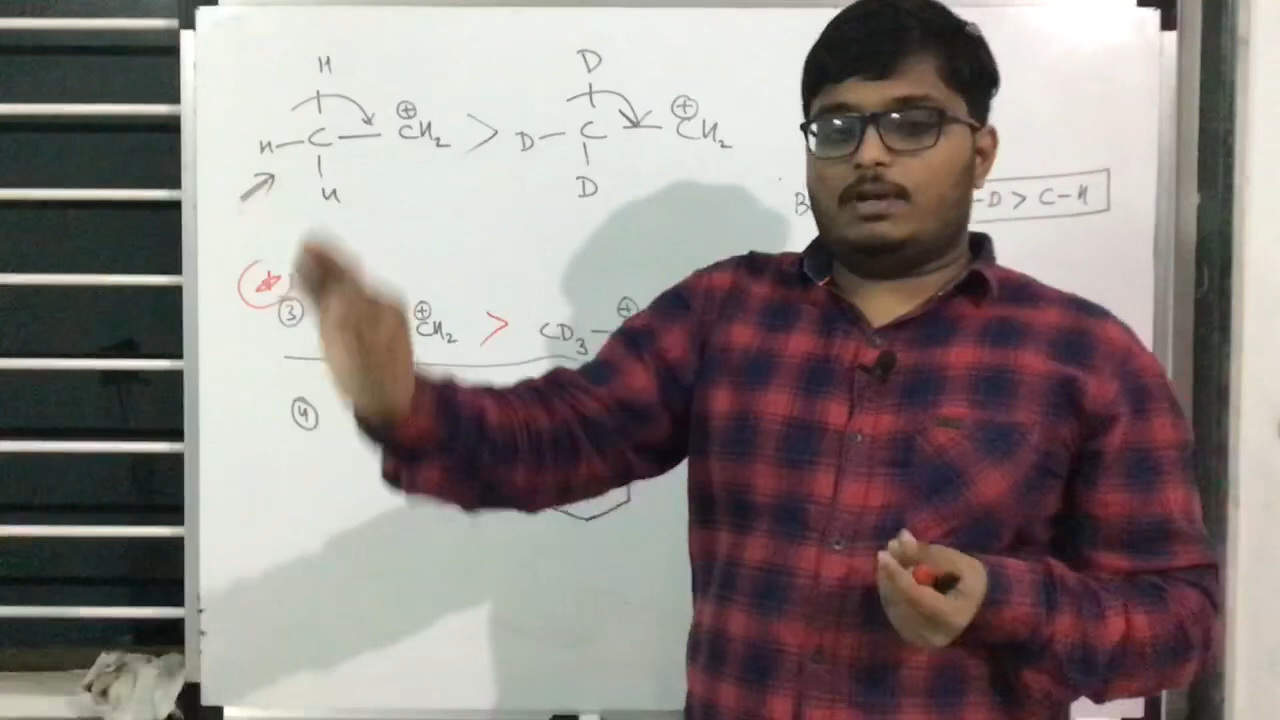 H D
H–C–⊕CH₂ > D–C–⊕CH₂
H D
B -D > C-H
③ ⊕CH₂ > CD₃–⊕
④